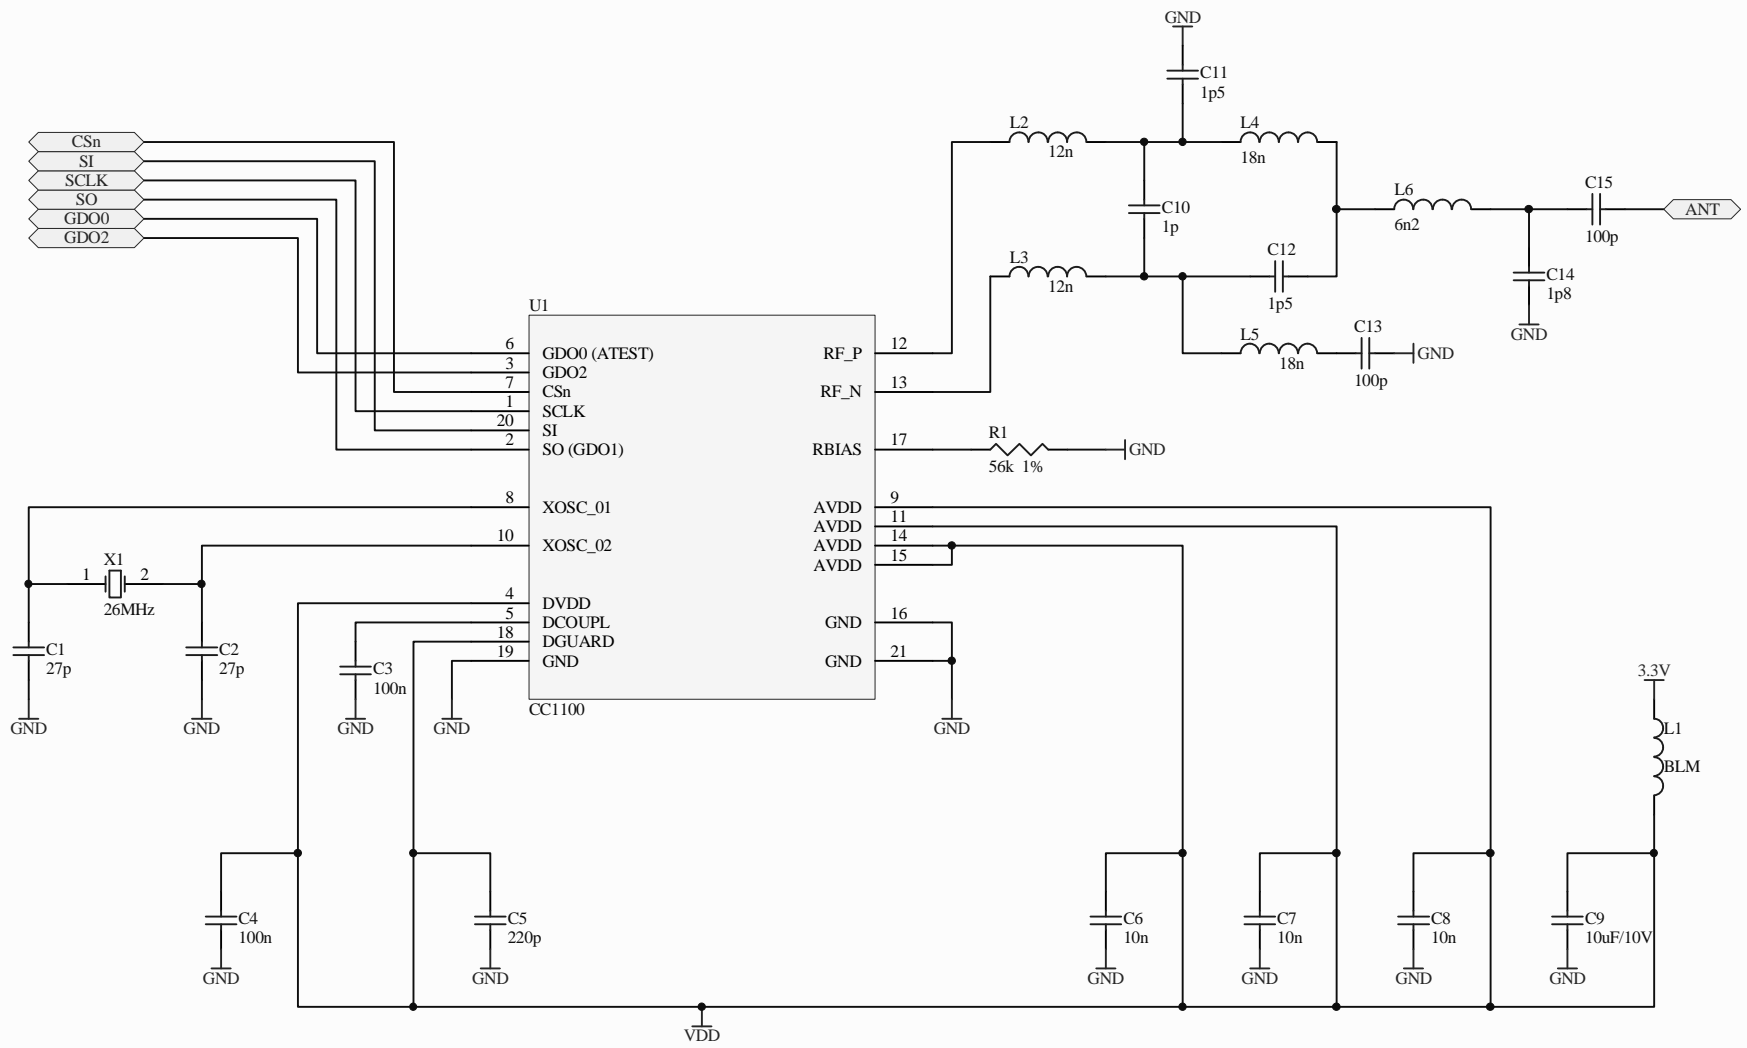 GND
C11
1p5
L2
12n
L4
18n
CSn
SI
SCLK
SO
GDO0
GDO2
C10
1p
L6
6n2
C15
100p
ANT
L3
12n
C12
1p5
C14
1p8
GND
L5
18n
C13
100p
GND
U1
6 GDO0 (ATEST)
3 GDO2
7 CSn
1 SCLK
20 SI
2 SO (GDO1)
8 XOSC_01
10 XOSC_02
4 DVDD
5 DCOUPL
18 DGUARD
19 GND
RF_P 12
RF_N 13
RBIAS 17
AVDD 9
AVDD 11
AVDD 14
AVDD 15
GND 16
GND 21
CC1100
R1
56k 1%
GND
X1
1 2
26MHz
C1
27p
GND
C2
27p
GND
C3
100n
GND
GND
GND
3.3V
L1
BLM
C4
100n
GND
C5
220p
GND
C6
10n
GND
C7
10n
GND
C8
10n
GND
C9
10uF/10V
GND
VDD